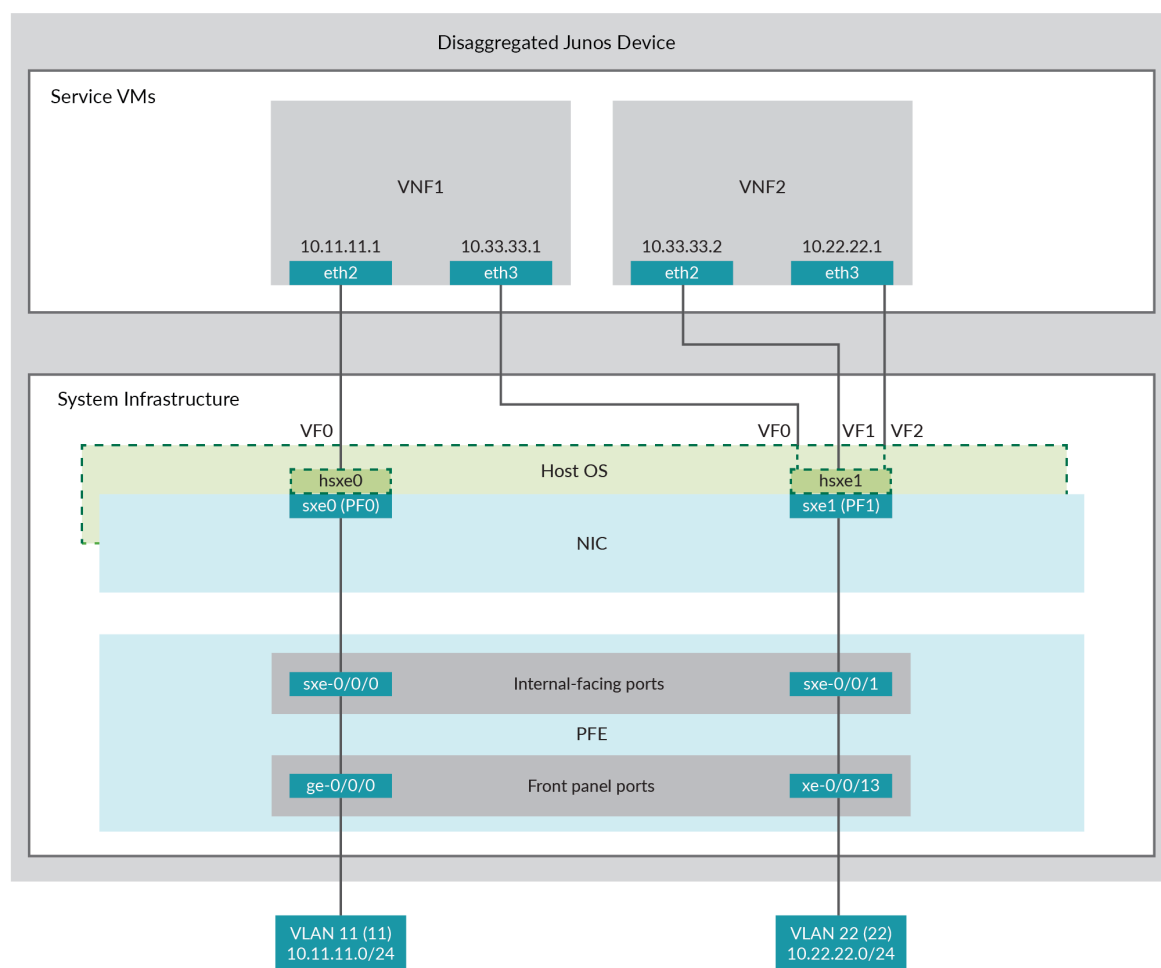 Disaggregated Junos Device
Service VMs
VNF1
VNF2
10.11.11.1
10.33.33.1
10.33.33.2
10.22.22.1
eth2
eth3
eth2
eth3
System Infrastructure
VF0
VF0
VF1
VF2
Host OS
hsxe0
hsxe1
sxe0 (PF0)
sxe1 (PF1)
NIC
sxe-0/0/0
Internal-facing ports
sxe-0/0/1
PFE
ge-0/0/0
Front panel ports
xe-0/0/13
VLAN 11 (11)
10.11.11.0/24
VLAN 22 (22)
10.22.22.0/24